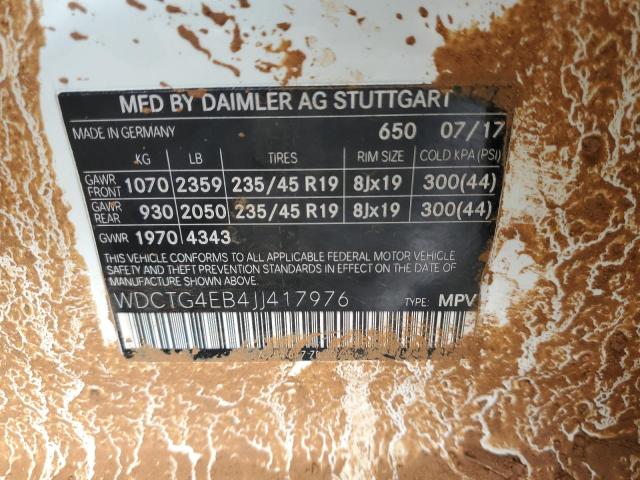 MFD BY DAIMLER AG STUTTGART
MADE IN GERMANY 650 07/17
KG LB TIRES RIM SIZE COLD KPA (PSI)
GAWR FRONT 1070 2359 235/45 R19 8Jx19 300(44)
GAWR REAR 930 2050 235/45 R19 8Jx19 300(44)
GVWR 1970 4343
THIS VEHICLE CONFORMS TO ALL APPLICABLE FEDERAL MOTOR VEHICLE
SAFETY AND THEFT PREVENTION STANDARDS IN EFFECT ON THE DATE OF
MANUFACTURE SHOWN ABOVE.
WDCTG4EB4JJ417976 TYPE: MPV